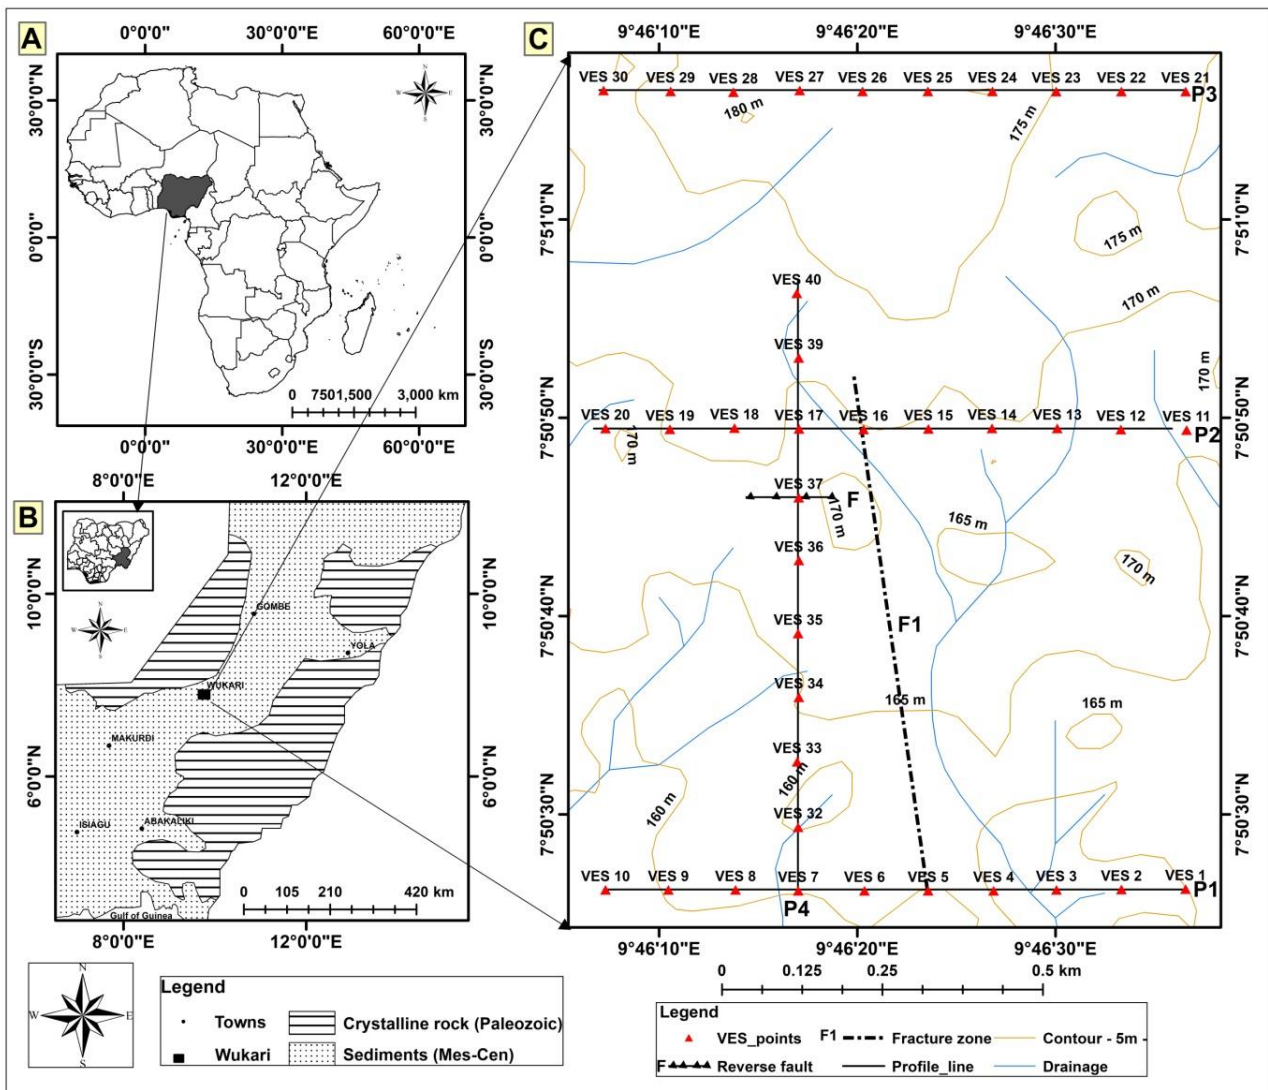 A
0°0'0"E 30°0'0"E 60°0'0"E
30°0'0"N
0°0'0"
30°0'0"S
30°0'0"N
0°0'0"
30°0'0"S
N
W E
S
0 750 1,500 3,000 km
0°0'0"E 30°0'0"E 60°0'0"E
B
8°0'0"E 12°0'0"E
10°0'0"N
6°0'0"N
10°0'0"N
6°0'0"N
N
W E
S
GOMBE
YOLA
WUKARI
MAKURDI
ISIAGU
ABAKALIKI
Gulf of Guinea
0 105 210 420 km
8°0'0"E 12°0'0"E
N
W E
S
Legend
Towns
Wukari
Crystalline rock (Paleozoic)
Sediments (Mes-Cen)
C
9°46'10"E 9°46'20"E 9°46'30"E
7°51'0"N
7°50'50"N
7°50'40"N
7°50'30"N
7°51'0"N
7°50'50"N
7°50'40"N
7°50'30"N
VES 30 VES 29 VES 28 VES 27 VES 26 VES 25 VES 24 VES 23 VES 22 VES 21
P3
180 m
175 m
175 m
170 m
VES 40
VES 39
170 m
VES 20 VES 19 VES 18 VES 17 VES 16 VES 15 VES 14 VES 13 VES 12 VES 11
P2
170 m
VES 37
F
170 m
165 m
VES 36
170 m
VES 35
F1
VES 34
165 m
165 m
VES 33
160 m
160 m
VES 32
VES 10 VES 9 VES 8 VES 7 VES 6 VES 5 VES 4 VES 3 VES 2 VES 1
P1
P4
9°46'10"E 9°46'20"E 9°46'30"E
0 0.125 0.25 0.5 km
Legend
VES_points
F1 Fracture zone
Contour - 5m -
F Reverse fault
Profile_line
Drainage